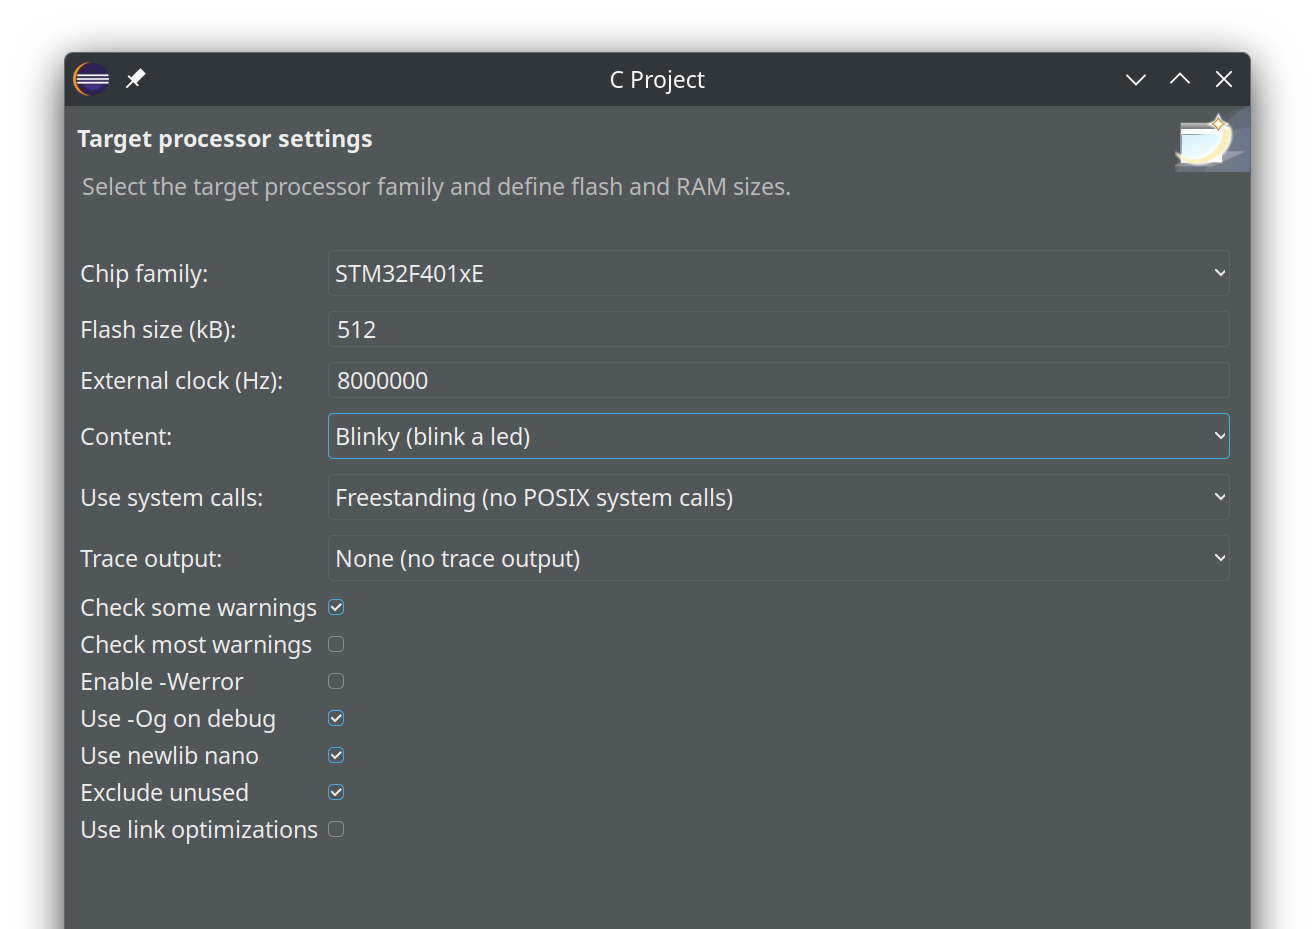 C Project
Target processor settings
Select the target processor family and define flash and RAM sizes.
Chip family: STM32F401xE
Flash size (kB): 512
External clock (Hz): 8000000
Content: Blinky (blink a led)
Use system calls: Freestanding (no POSIX system calls)
Trace output: None (no trace output)
Check some warnings
Check most warnings
Enable -Werror
Use -Og on debug
Use newlib nano
Exclude unused
Use link optimizations